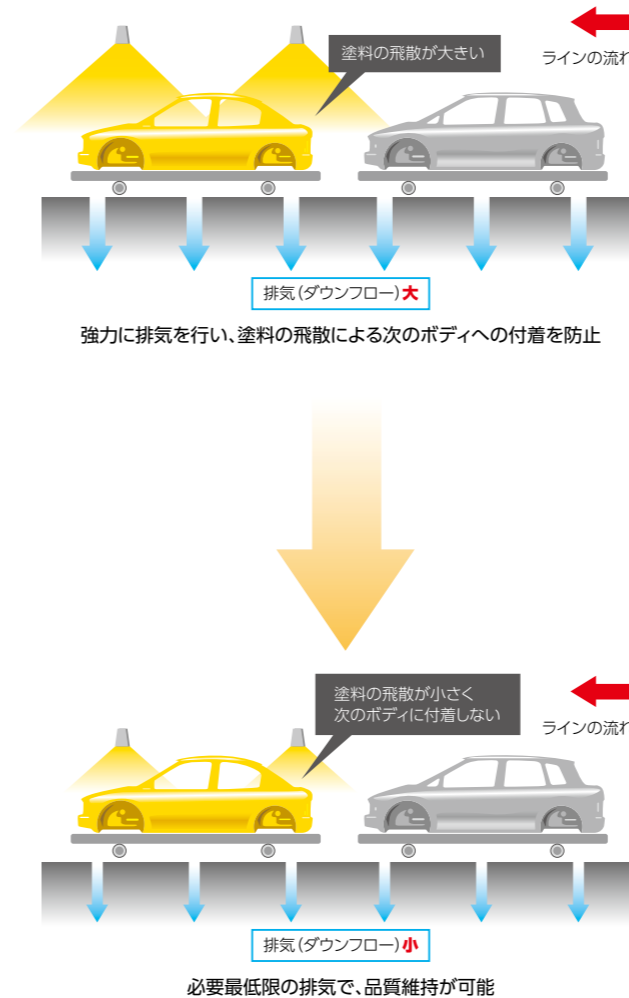 塗料の飛散が大きい
ラインの流れ
排気（ダウンフロー）大
強力に排気を行い、塗料の飛散による次のボディへの付着を防止
塗料の飛散が小さく
次のボディに付着しない
ラインの流れ
排気（ダウンフロー）小
必要最低限の排気で、品質維持が可能